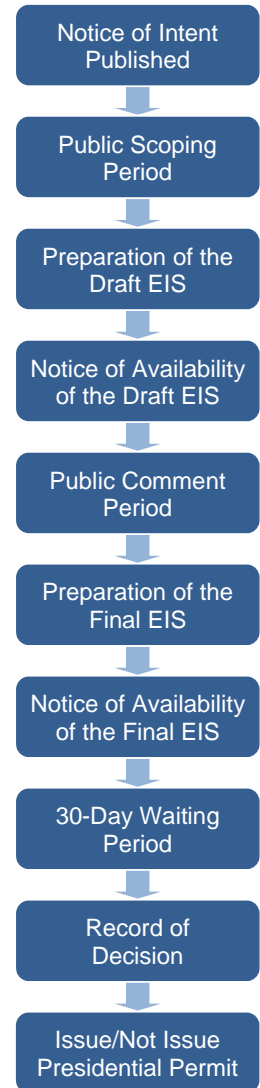 Notice of Intent
Published
Public Scoping
Period
Preparation of the
Draft EIS
Notice of Availability
of the Draft EIS
Public Comment
Period
Preparation of the
Final EIS
Notice of Availability
of the Final EIS
30-Day Waiting
Period
Record of
Decision
Issue/Not Issue
Presidential Permit